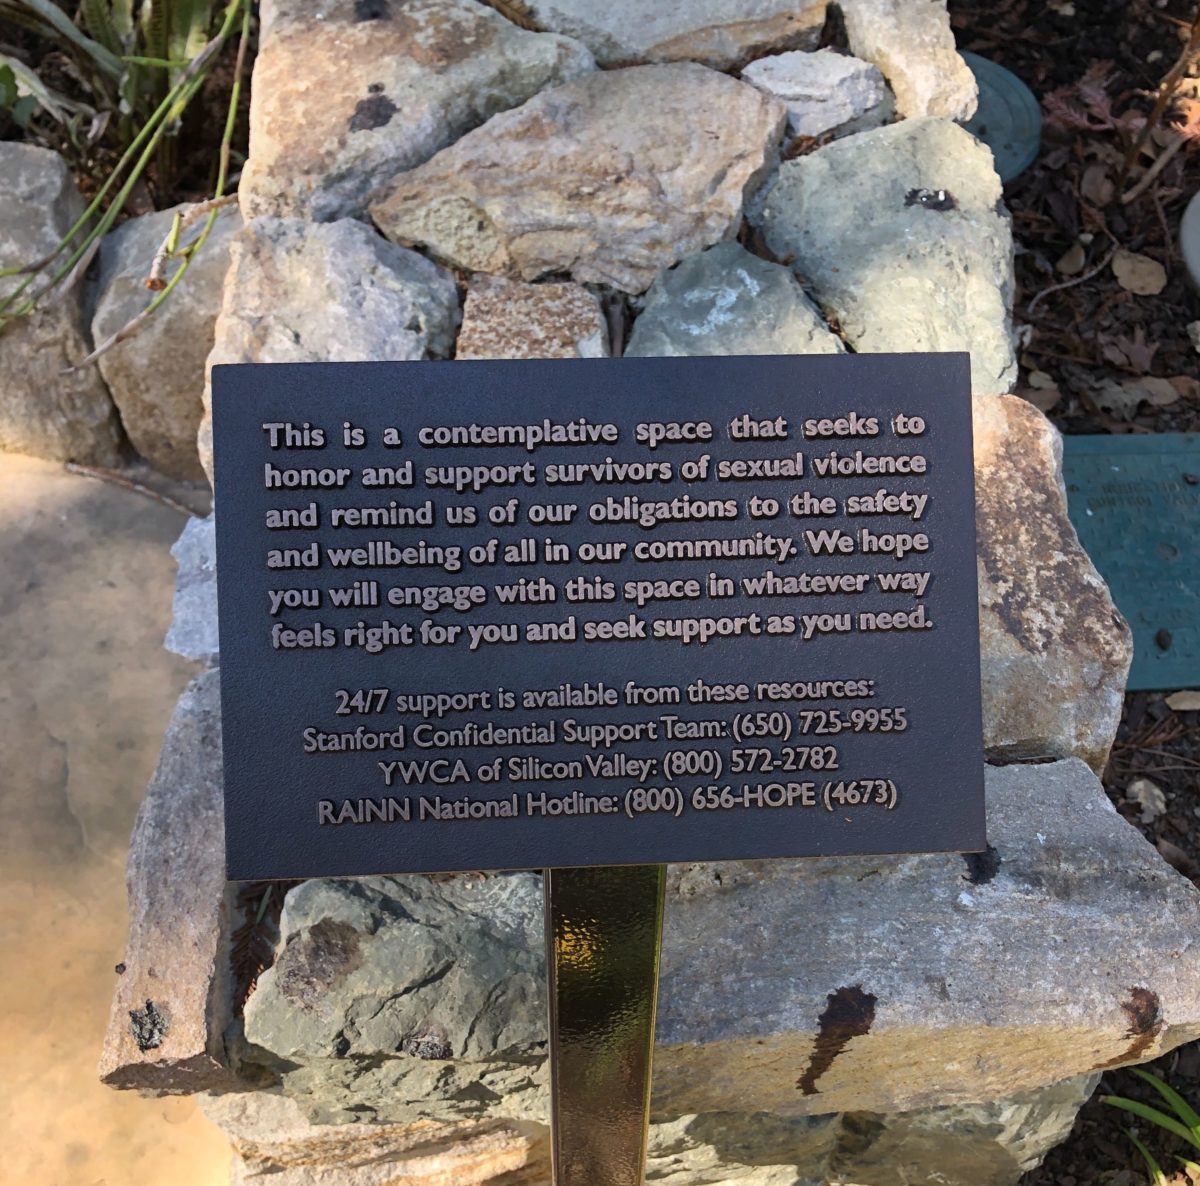 This is a contemplative space that seeks to
honor and support survivors of sexual violence
and remind us of our obligations to the safety
and wellbeing of all in our community. We hope
you will engage with this space in whatever way
feels right for you and seek support as you need.
24/7 support is available from these resources:
Stanford Confidential Support Team: (650) 725-9955
YWCA of Silicon Valley: (800) 572-2782
RAINN National Hotline: (800) 656-HOPE (4673)